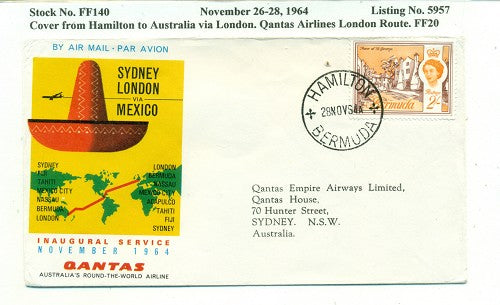 Stock No. FF140 November 26-28, 1964 Listing No. 5957
Cover from Hamilton to Australia via London. Qantas Airlines London Route. FF20
BY AIR MAIL - PAR AVION
SYDNEY
LONDON
VIA
MEXICO
SYDNEY
FIJI
TAHITI
MEXICO CITY
NASSAU
BERMUDA
LONDON
LONDON
BERMUDA
NASSAU
MEXICO CITY
ACAPULCO
TAHITI
FIJI
SYDNEY
INAUGURAL SERVICE
NOVEMBER 1964
QANTAS
AUSTRALIA'S ROUND-THE-WORLD AIRLINE
HAMILTON
BERMUDA
Bermuda
2/-
Qantas Empire Airways Limited,
Qantas House,
70 Hunter Street,
SYDNEY. N.S.W.
Australia.